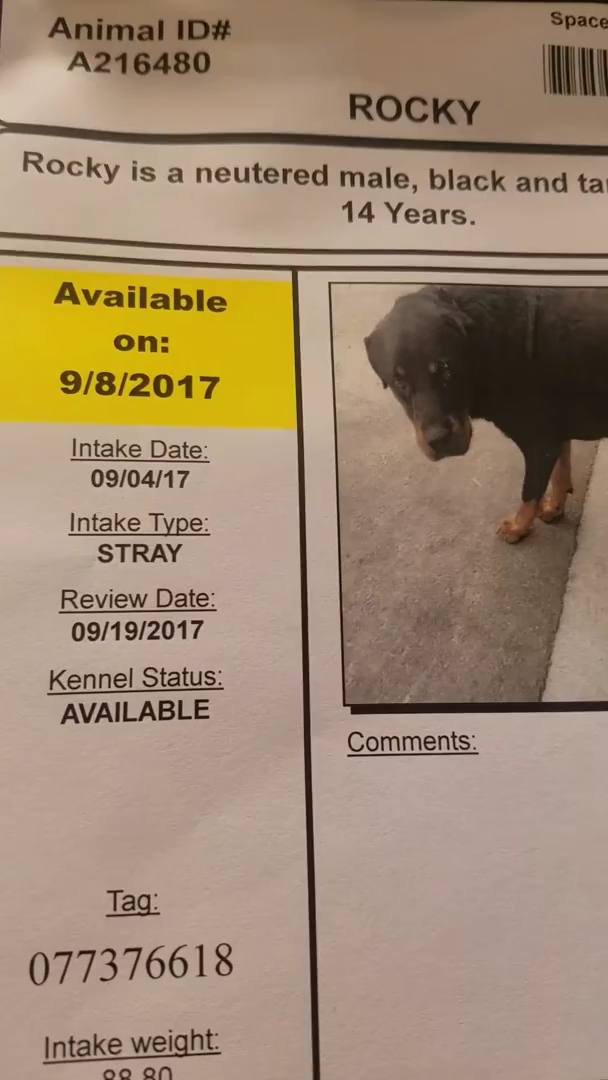 Animal ID#
A216480
Space
ROCKY
Rocky is a neutered male, black and
14 Years.
Available
on:
9/8/2017
Intake Date:
09/04/17
Intake Type:
STRAY
Review Date:
09/19/2017
Kennel Status:
AVAILABLE
Comments:
Tag:
077376618
Intake weight:
88.80